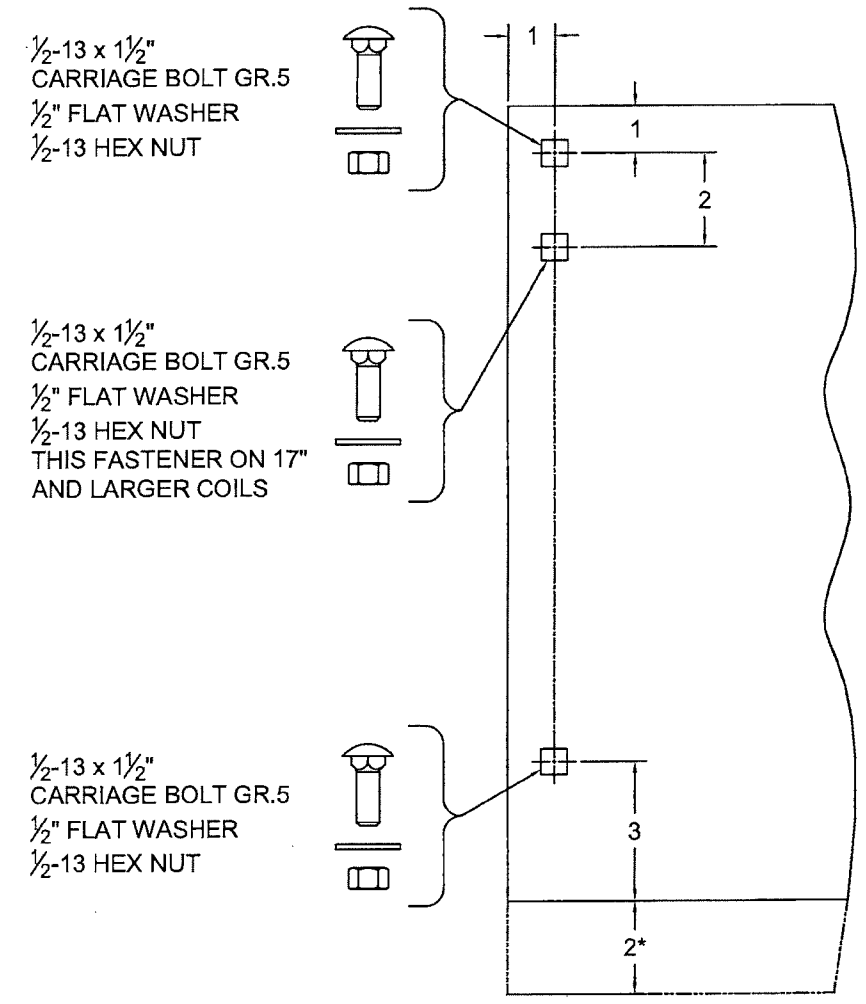 ½-13 x 1½"
CARRIAGE BOLT GR.5
½" FLAT WASHER
½-13 HEX NUT
1
1
2
½-13 x 1½"
CARRIAGE BOLT GR.5
½" FLAT WASHER
½-13 HEX NUT
THIS FASTENER ON 17"
AND LARGER COILS
½-13 x 1½"
CARRIAGE BOLT GR.5
½" FLAT WASHER
½-13 HEX NUT
3
2*